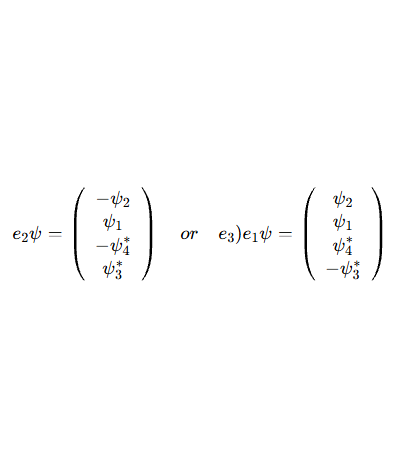 e₂ψ = ( −ψ₂ ψ₁ −ψ₄* ψ₃* ) or e₃)e₁ψ = ( ψ₂ ψ₁ ψ₄* −ψ₃* )